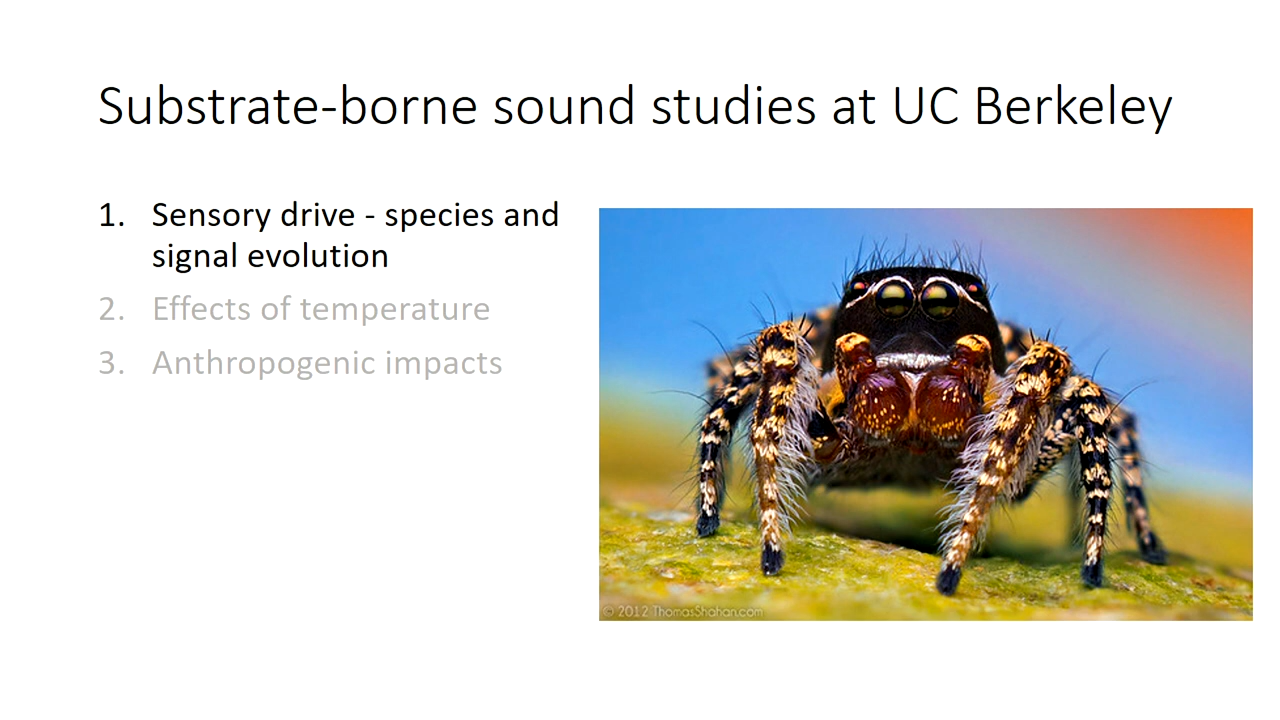 Substrate-borne sound studies at UC Berkeley
1. Sensory drive - species and
signal evolution
2. Effects of temperature
3. Anthropogenic impacts
© 2012 ThomasShahan.com